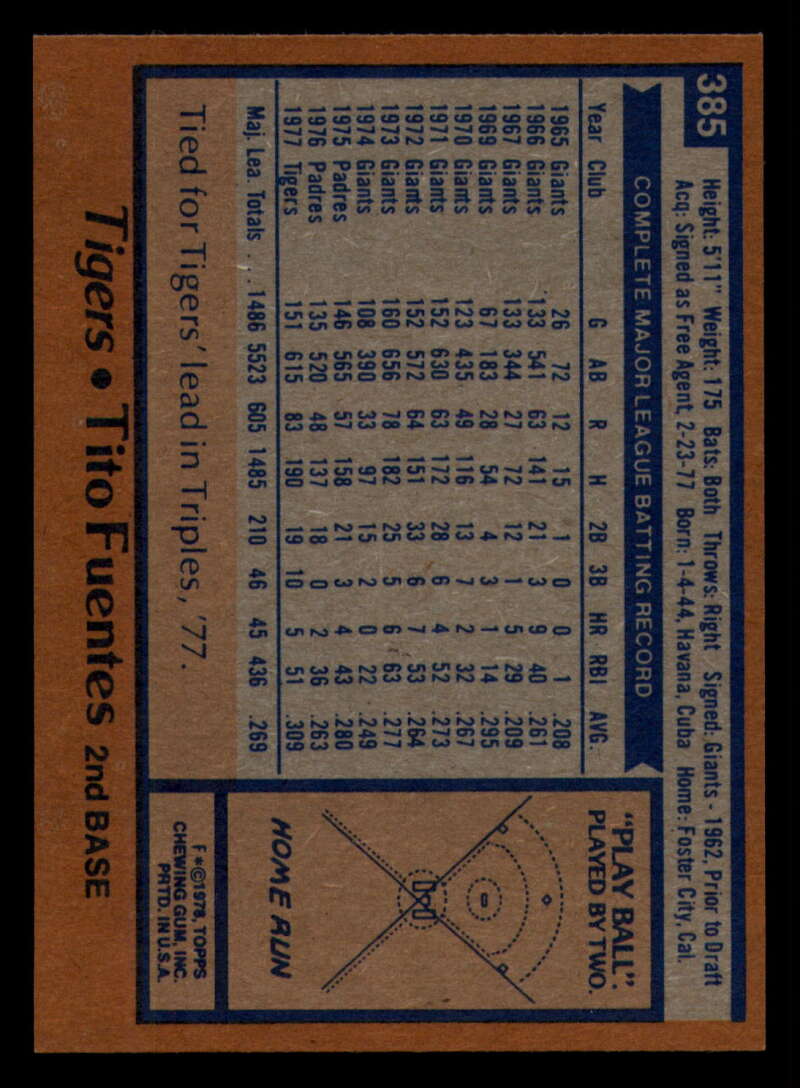 385
Height: 5'11" Weight: 175 Bats: Both Throws: Right Signed: Giants - 1962, Prior to Draft
Acq: Signed as Free Agent, 2-23-77 Born: 1-4-44, Havana, Cuba Home: Foster City, Cal.
COMPLETE MAJOR LEAGUE BATTING RECORD
Year Club G AB R H 2B 3B HR RBI AVG.
1965 Giants 26 72 12 15 1 0 0 1 .208
1966 Giants 133 541 63 141 21 3 9 40 .261
1967 Giants 133 344 27 72 12 1 5 29 .209
1969 Giants 67 183 28 54 4 3 1 14 .295
1970 Giants 123 435 49 116 13 7 2 32 .267
1971 Giants 152 630 63 172 28 6 4 52 .273
1972 Giants 152 572 64 151 33 6 7 53 .264
1973 Giants 160 656 78 182 25 5 6 63 .277
1974 Giants 108 390 33 97 15 2 0 22 .249
1975 Padres 146 565 57 158 21 3 4 43 .280
1976 Padres 135 520 48 137 18 0 2 36 .263
1977 Tigers 151 615 83 190 19 10 5 51 .309
Maj. Lea. Totals . . . 1486 5523 605 1485 210 46 45 436 .269
Tied for Tigers' lead in Triples, '77.
"PLAY BALL".
PLAYED BY TWO.
HOME RUN
F*©1978, TOPPS
CHEWING GUM, INC.
PRTD. IN U.S.A.
Tigers • Tito Fuentes 2nd BASE